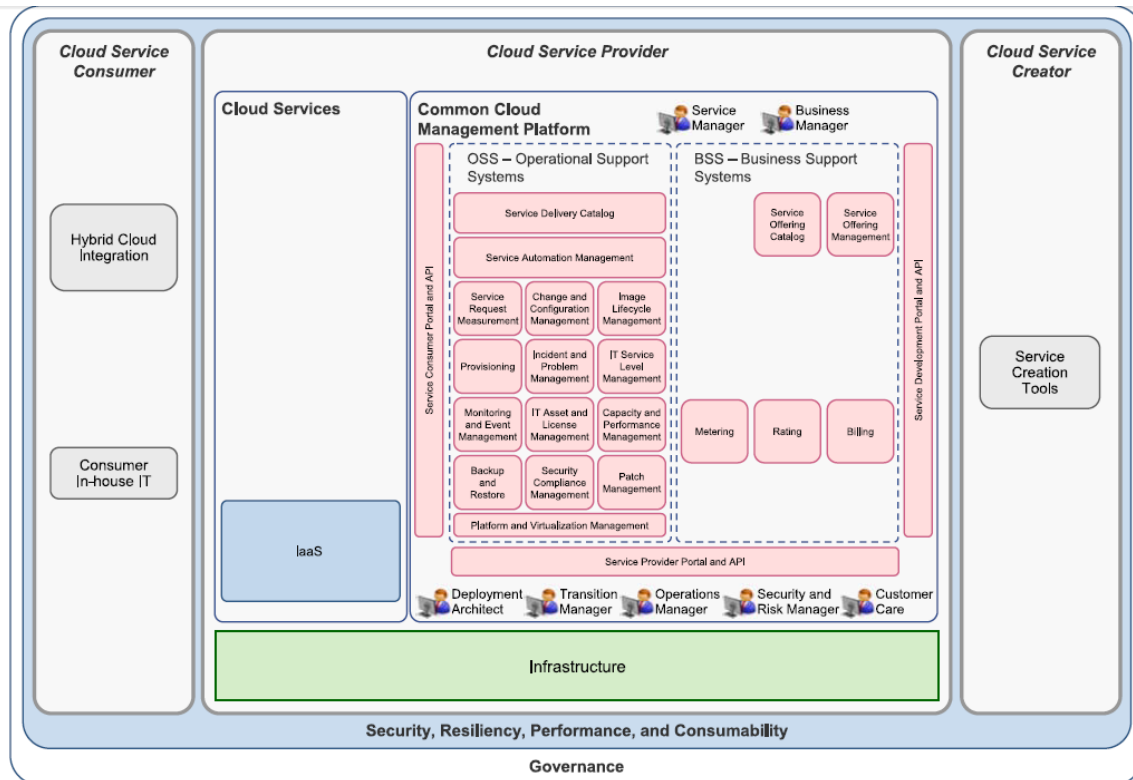 Cloud Service
Consumer
Hybrid Cloud
Integration
Consumer
In-house IT
Cloud Service Provider
Cloud Services
IaaS
Common Cloud
Management Platform
Service
Manager
Business
Manager
Service Consumer Portal and API
OSS – Operational Support
Systems
Service Delivery Catalog
Service Automation Management
Service
Request
Measurement
Change and
Configuration
Management
Image
Lifecycle
Management
Provisioning
Incident and
Problem
Management
IT Service
Level
Management
Monitoring
and Event
Management
IT Asset and
License
Management
Capacity and
Performance
Management
Backup
and
Restore
Security
Compliance
Management
Patch
Management
Platform and Virtualization Management
BSS – Business Support
Systems
Service
Offering
Catalog
Service
Offering
Management
Metering
Rating
Billing
Service Development Portal and API
Service Provider Portal and API
Deployment
Architect
Transition
Manager
Operations
Manager
Security and
Risk Manager
Customer
Care
Infrastructure
Cloud Service
Creator
Service
Creation
Tools
Security, Resiliency, Performance, and Consumability
Governance